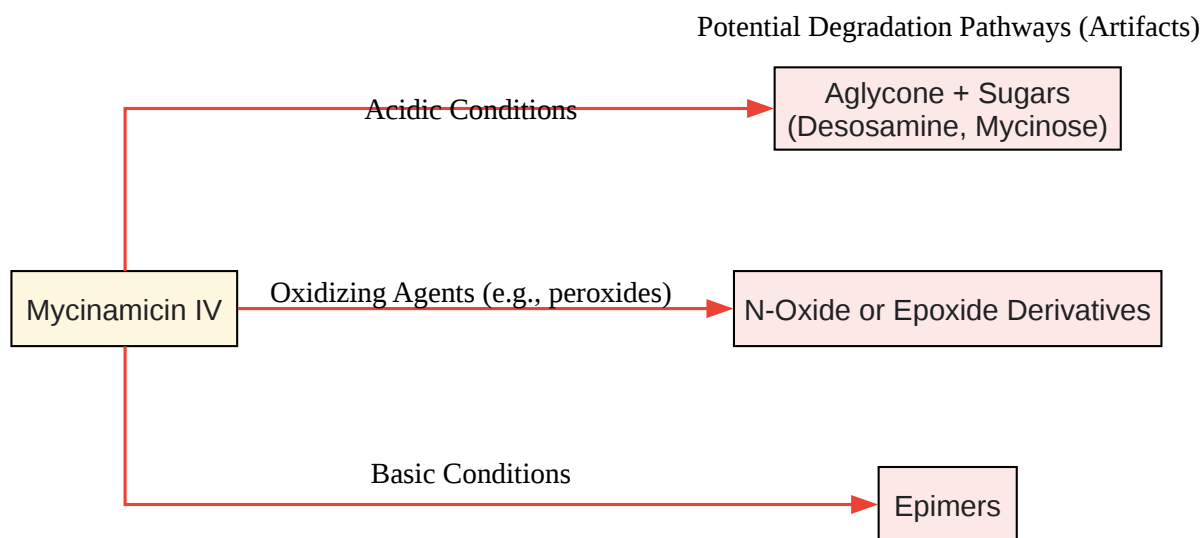 Potential Degradation Pathways (Artifacts)
Acidic Conditions
Aglycone + Sugars
(Desosamine, Mycinose)
Mycinamicin IV
Oxidizing Agents (e.g., peroxides)
N-Oxide or Epoxide Derivatives
Basic Conditions
Epimers